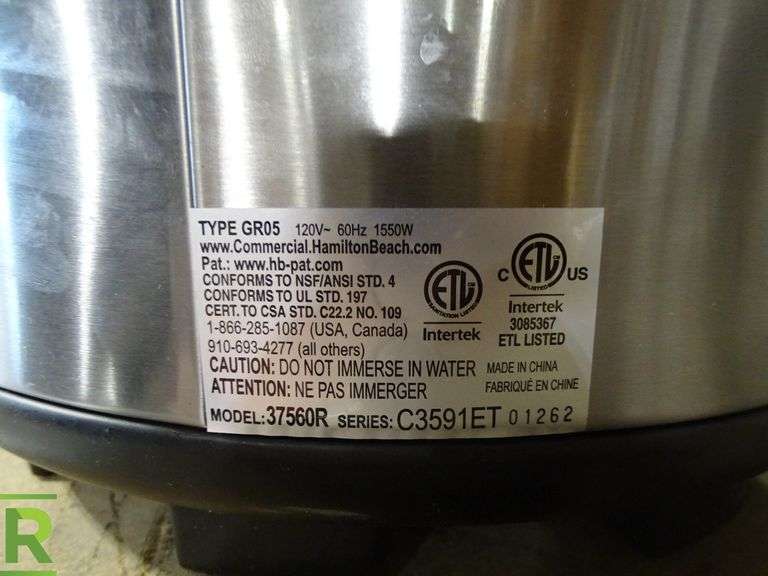 TYPE GR05 120V~ 60Hz 1550W
www.Commercial.HamiltonBeach.com
Pat.: www.hb-pat.com
CONFORMS TO NSF/ANSI STD. 4
CONFORMS TO UL STD. 197
CERT. TO CSA STD. C22.2 NO. 109
1-866-285-1087 (USA, Canada)
910-693-4277 (all others)
ETL
SANITATION LISTED
Intertek
C ETL US
LISTED
Intertek
3085367
ETL LISTED
CAUTION: DO NOT IMMERSE IN WATER MADE IN CHINA
ATTENTION: NE PAS IMMERGER FABRIQUÉ EN CHINE
MODEL: 37560R SERIES: C3591ET 01262
R